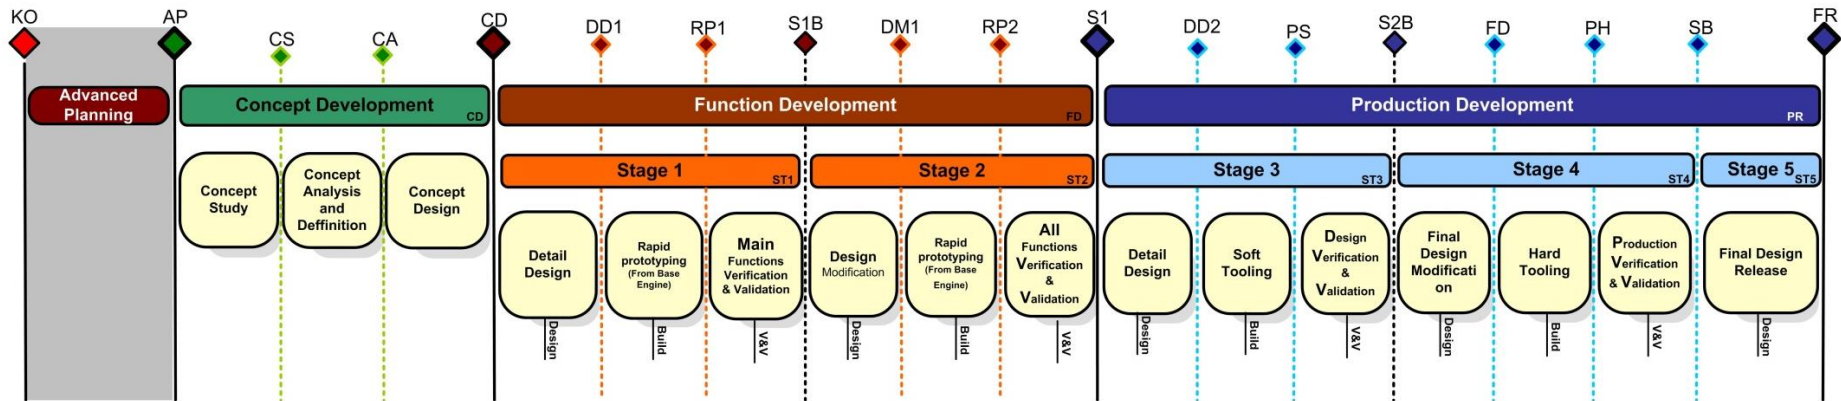 KO
AP
CS
CA
CD
DD1
RP1
S1B
DM1
RP2
S1
DD2
PS
S2B
FD
PH
SB
FR
Advanced
Planning
Concept Development
CD
Function Development
FD
Production Development
PR
Stage 1
ST1
Stage 2
ST2
Stage 3
ST3
Stage 4
ST4
Stage 5
ST5
Concept
Study
Concept
Analysis
and
Deffinition
Concept
Design
Detail
Design
Rapid
prototyping
(From Base
Engine)
Main
Functions
Verification
& Validation
Design
Modification
Rapid
prototyping
(From Base
Engine)
All
Functions
Verification
&
Validation
Detail
Design
Soft
Tooling
Design
Verification
&
Validation
Final
Design
Modificati
on
Hard
Tooling
Production
Verification
& Validation
Final Design
Release
Design
Build
V&V
Design
Build
V&V
Design
Build
V&V
Design
Build
V&V
Design